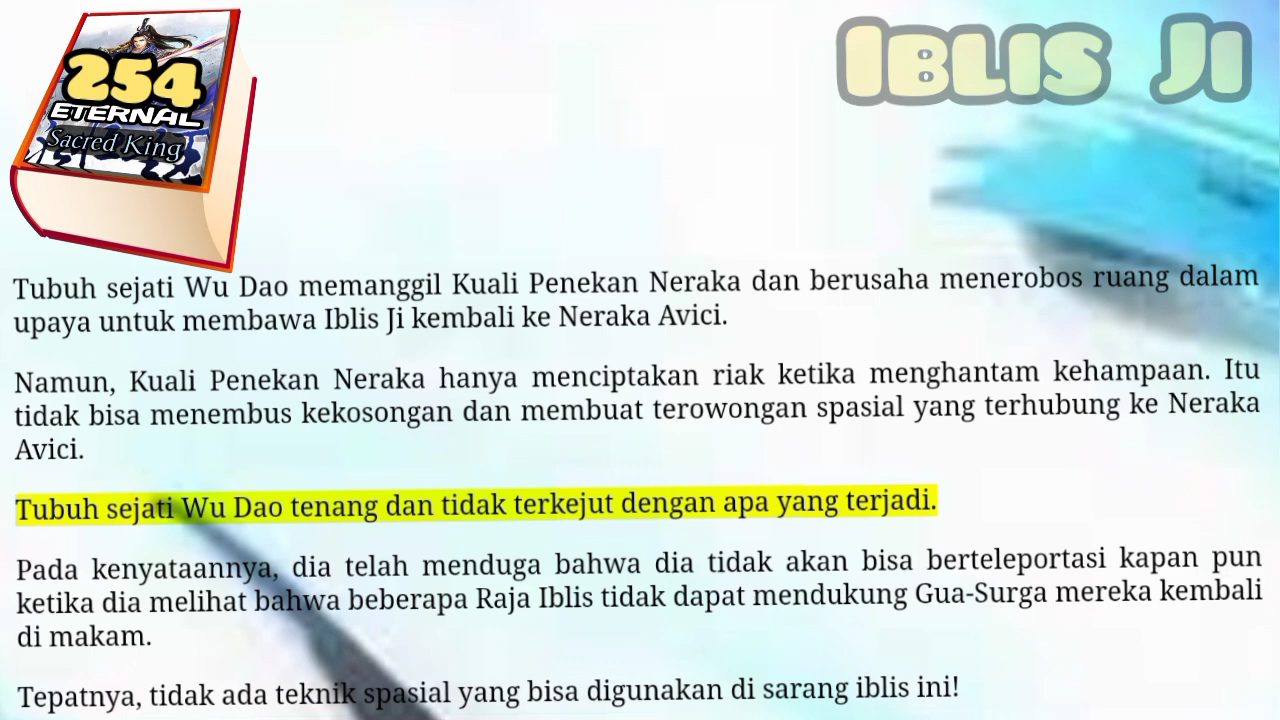 254
ETERNAL
Sacred King
Iblis Ji
Tubuh sejati Wu Dao memanggil Kuali Penekan Neraka dan berusaha menerobos ruang dalam
upaya untuk membawa Iblis Ji kembali ke Neraka Avici.
Namun, Kuali Penekan Neraka hanya menciptakan riak ketika menghantam kehampaan. Itu
tidak bisa menembus kekosongan dan membuat terowongan spasial yang terhubung ke Neraka
Avici.
Tubuh sejati Wu Dao tenang dan tidak terkejut dengan apa yang terjadi.
Pada kenyataannya, dia telah menduga bahwa dia tidak akan bisa berteleportasi kapan pun
ketika dia melihat bahwa beberapa Raja Iblis tidak dapat mendukung Gua-Surga mereka kembali
di makam.
Tepatnya, tidak ada teknik spasial yang bisa digunakan di sarang iblis ini!